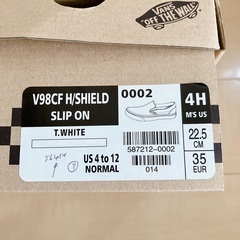 VANS
"OFF THE WALL"
V98CF H/SHIELD
SLIP ON
T.WHITE
US 4 to 12
NORMAL
0002
587212-0002
014
4H
M'S US
22.5
CM
35
EUR